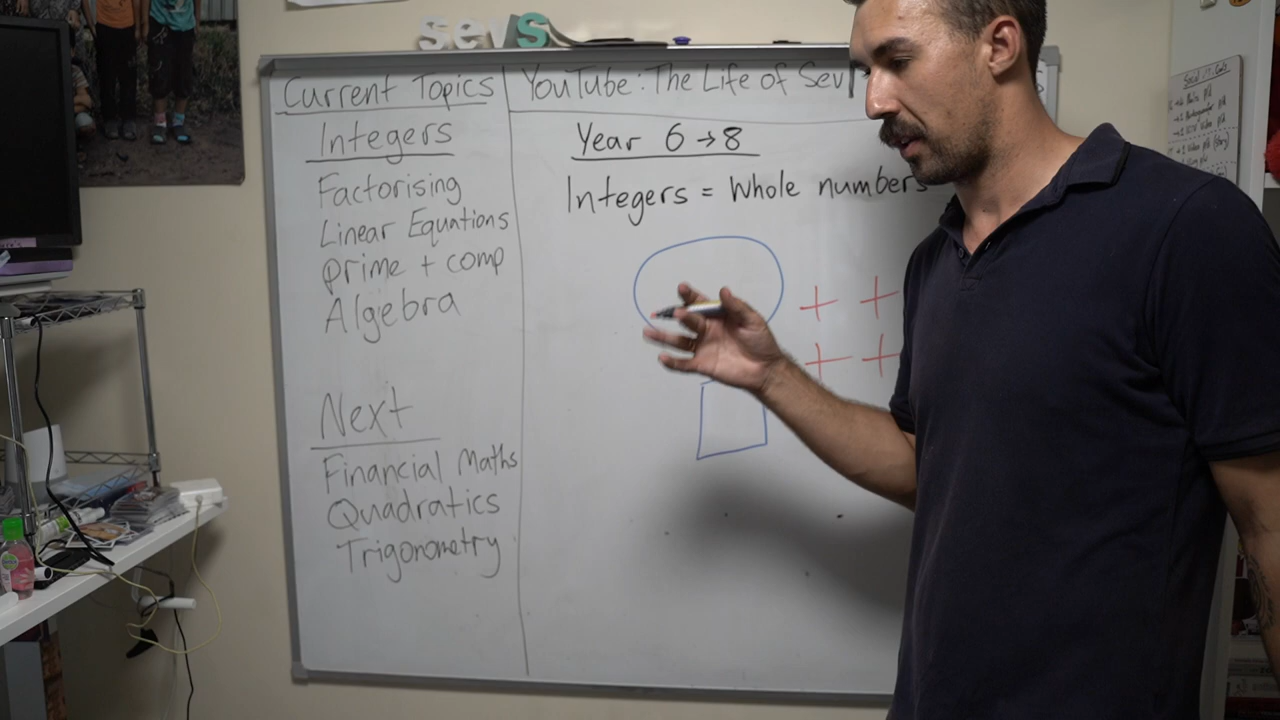 sevs
Current Topics
Integers
Factorising
Linear Equations
prime + comp
Algebra
Next
Financial Maths
Quadratics
Trigonometry
YouTube: The Life of Sev
Year 6 → 8
Integers = Whole numbers
+ +
+ +